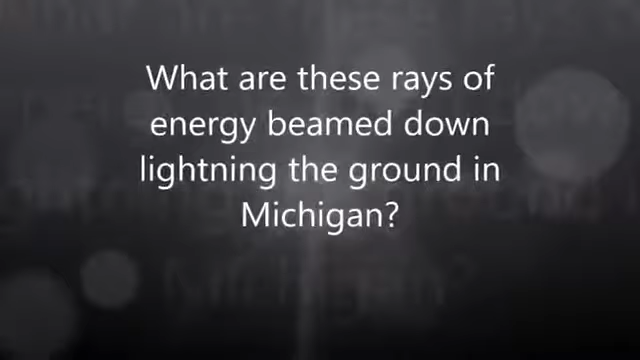 What are these rays of
energy beamed down
lightning the ground in
Michigan?